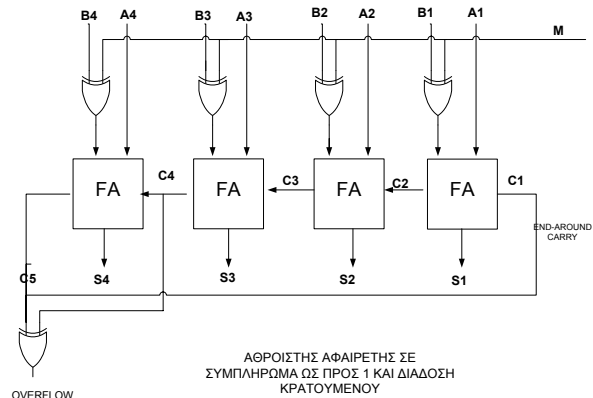 B4 A4 B3 A3 B2 A2 B1 A1
M
FA C4 FA C3 FA C2 FA C1
END-AROUND
CARRY
C5 S4 S3 S2 S1
ΑΘΡΟΙΣΤΗΣ ΑΦΑΙΡΕΤΗΣ ΣΕ
ΣΥΜΠΛΗΡΩΜΑ ΩΣ ΠΡΟΣ 1 ΚΑΙ ΔΙΑΔΟΣΗ
ΚΡΑΤΟΥΜΕΝΟΥ
OVERFLOW